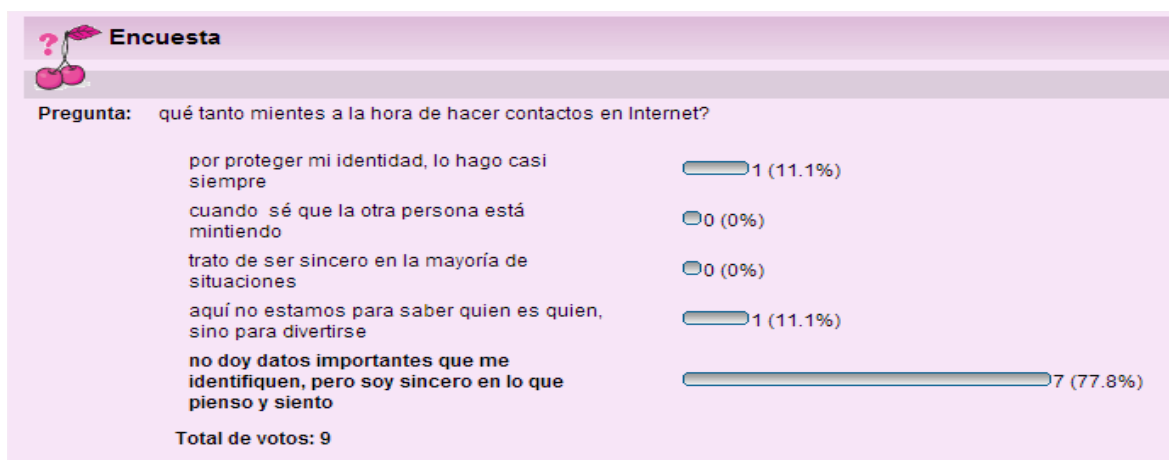 Encuesta
Pregunta: qué tanto mientes a la hora de hacer contactos en Internet?
por proteger mi identidad, lo hago casi
siempre
1 (11.1%)
cuando sé que la otra persona está
mintiendo
0 (0%)
trato de ser sincero en la mayoría de
situaciones
0 (0%)
aquí no estamos para saber quien es quien,
sino para divertirse
1 (11.1%)
no doy datos importantes que me
identifiquen, pero soy sincero en lo que
pienso y siento
7 (77.8%)
Total de votos: 9